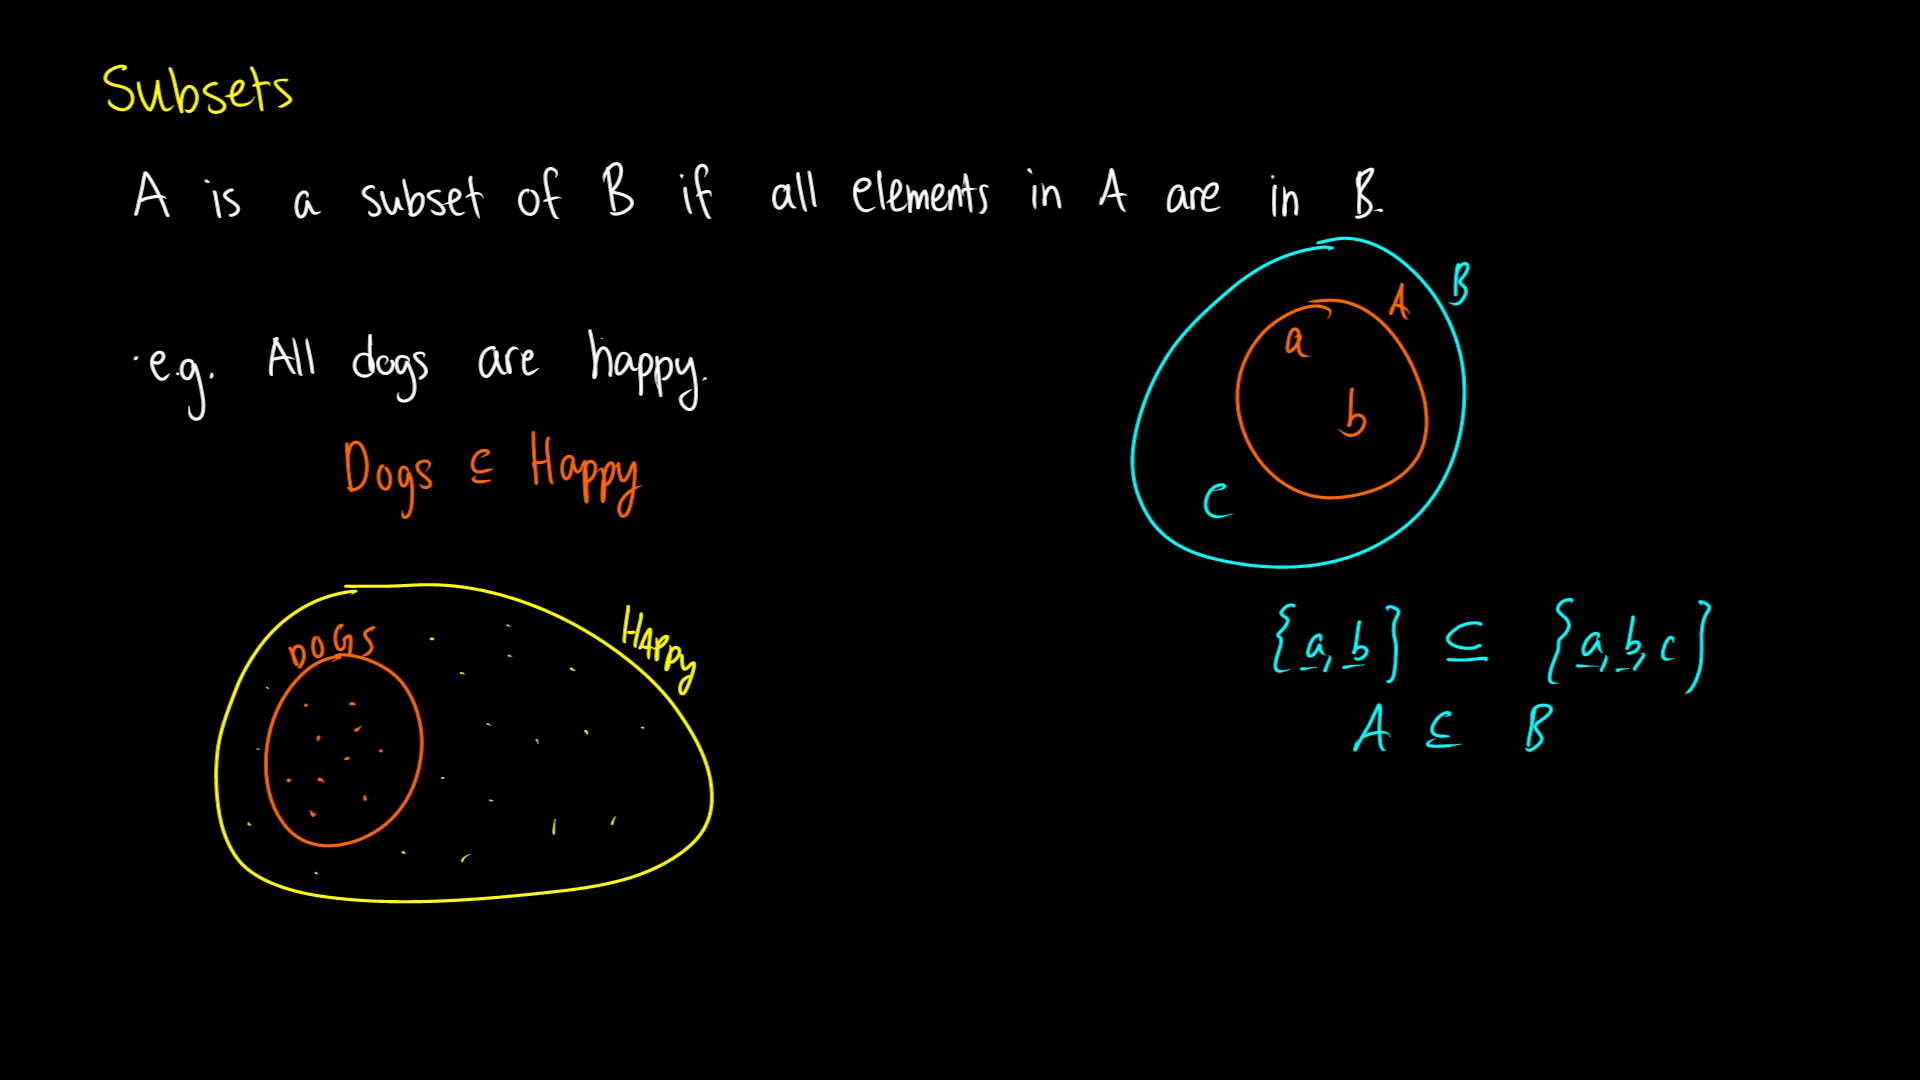 Subsets
A is a subset of B if all elements in A are in B.
e.g. All dogs are happy.
Dogs ⊆ Happy
DOGS
HAPPY
B
A
a
b
c
{a, b} ⊆ {a, b, c}
A ⊆ B